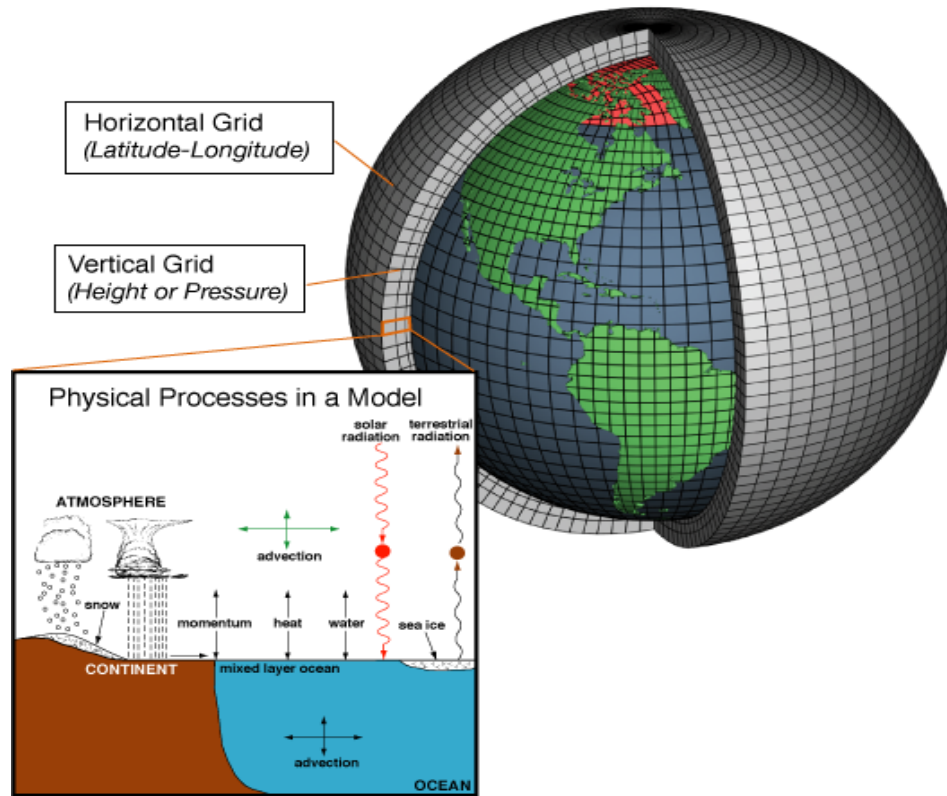 Horizontal Grid
(Latitude-Longitude)
Vertical Grid
(Height or Pressure)
Physical Processes in a Model
solar
radiation
terrestrial
radiation
ATMOSPHERE
advection
snow
momentum
heat
water
sea ice
CONTINENT
mixed layer ocean
advection
OCEAN